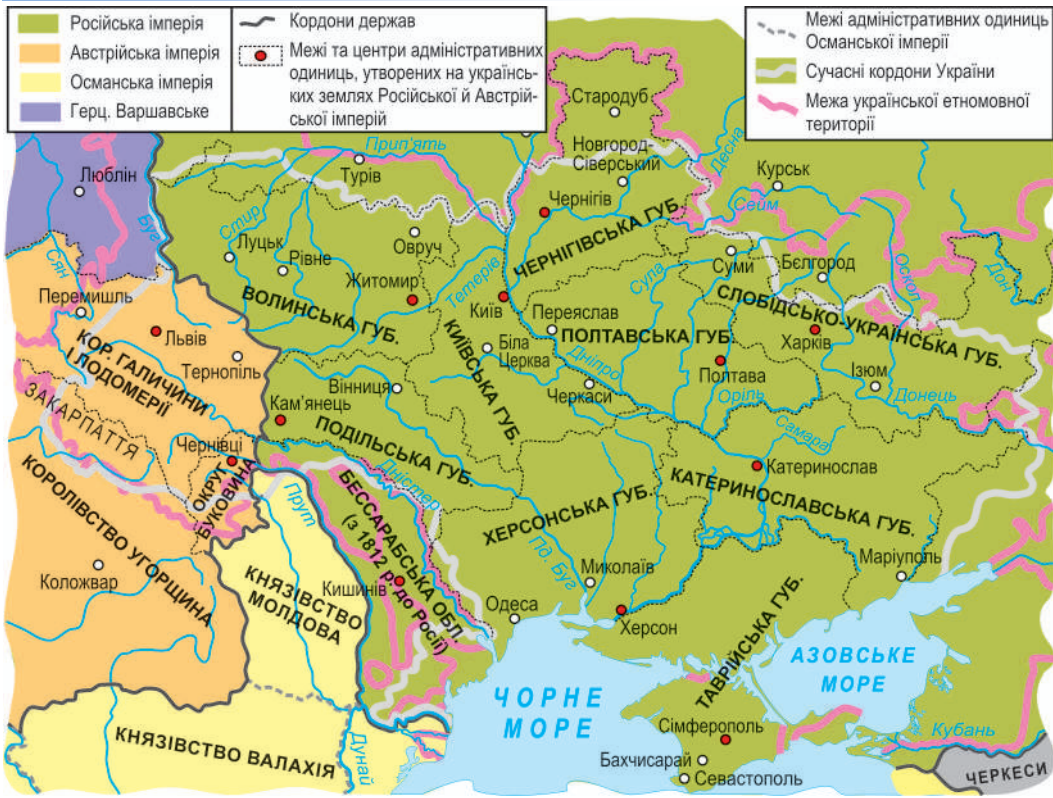 Російська імперія
Австрійська імперія
Османська імперія
Герц. Варшавське
Кордони держав
Межі та центри адміністративних
одиниць, утворених на українсь-
ких землях Російської й Австрій-
ської імперій
Межі адміністративних одиниць
Османської імперії
Сучасні кордони України
Межа української етномовної
території
Стародуб
Новгород-
Сіверський
Десна
Прип'ять
Турів
Курськ
Сейм
Люблін
Буг
Чернігів
ЧЕРНІГІВСЬКА ГУБ.
Стир
Овруч
Луцьк
Рівне
Житомир
Тетерів
Київ
Сула
Суми
Бєлгород
Оскол
Дон
Сян
Перемишль
ВОЛИНСЬКА ГУБ.
Переяслав
ПОЛТАВСЬКА ГУБ.
СЛОБІДСЬКО-УКРАЇНСЬКА ГУБ.
Харків
Львів
КОР. ГАЛИЧИНИ
І ЛОДОМЕРІЇ
Тернопіль
КИЇВСЬКА ГУБ.
Біла
Церква
Дніпро
Полтава
Ізюм
Донець
Вінниця
Черкаси
Оріль
ЗАКАРПАТТЯ
Кам'янець
ПОДІЛЬСЬКА ГУБ.
Самара
Чернівці
ОКРУГ
БУКОВИНА
Дністер
Катеринослав
КАТЕРИНОСЛАВСЬКА ГУБ.
КОРОЛІВСТВО УГОРЩИНА
Прут
БЕССАРАБСЬКА ОБЛ.
(з 1812 р. до Росії)
ХЕРСОНСЬКА ГУБ.
Пд. Буг
Маріуполь
Коложвар
КНЯЗІВСТВО
МОЛДОВА
Кишинів
Миколаїв
Одеса
Херсон
ТАВРІЙСЬКА ГУБ.
АЗОВСЬКЕ
МОРЕ
ЧОРНЕ
МОРЕ
КНЯЗІВСТВО ВАЛАХІЯ
Дунай
Сімферополь
Бахчисарай
Севастополь
Кубань
ЧЕРКЕСИ